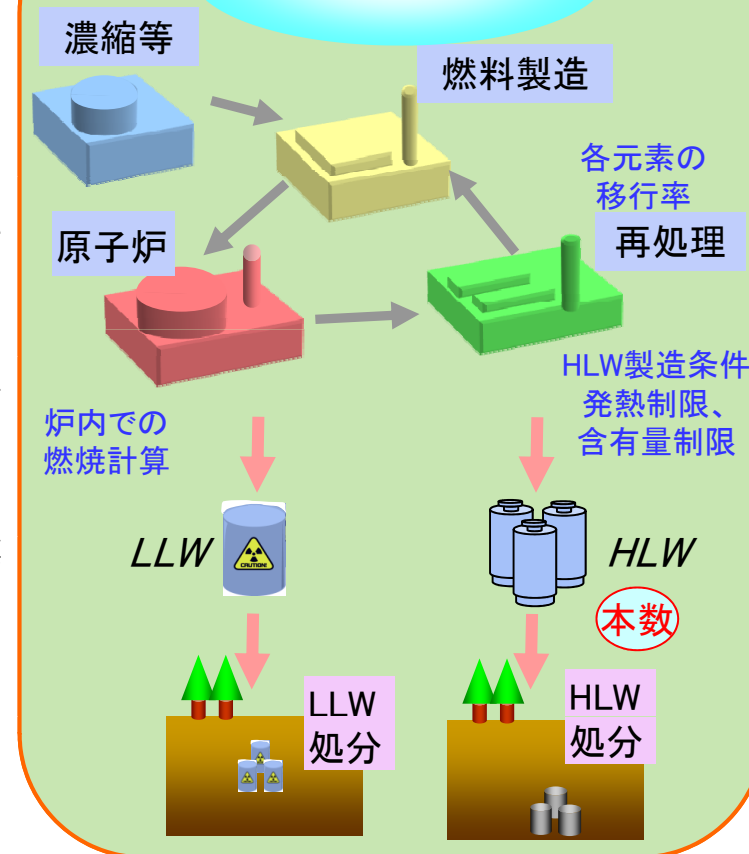 濃縮等
燃料製造
各元素の
移行率
原子炉
再処理
HLW製造条件
発熱制限、
含有量制限
炉内での
燃焼計算
LLW
CAUTION!
HLW
本数
LLW
処分
HLW
処分